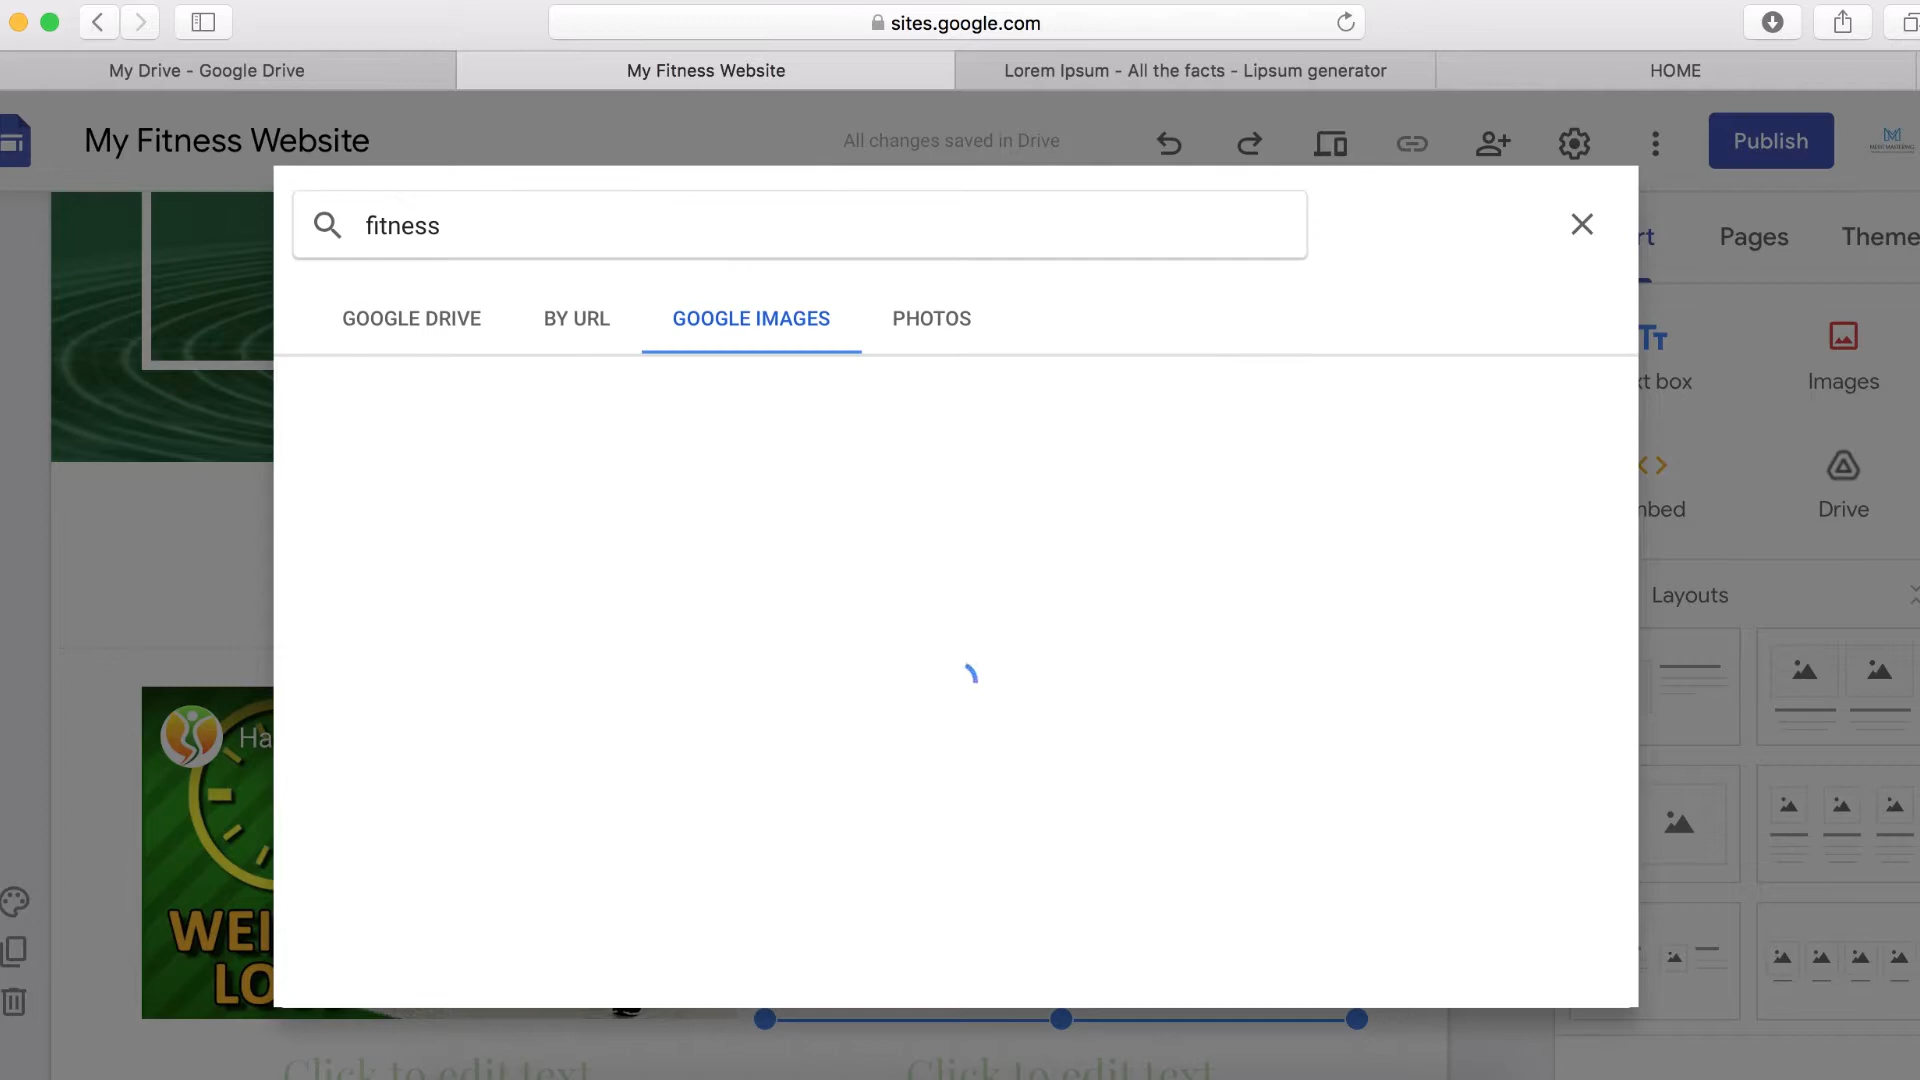 sites.google.com
My Drive - Google Drive
My Fitness Website
Lorem Ipsum - All the facts - Lipsum generator
HOME
My Fitness Website
All changes saved in Drive
Publish
fitness
GOOGLE DRIVE
BY URL
GOOGLE IMAGES
PHOTOS
Pages
Theme
xt box
Images
Drive
Layouts
Ha
WEI
LO
Click to edit text
Click to edit text